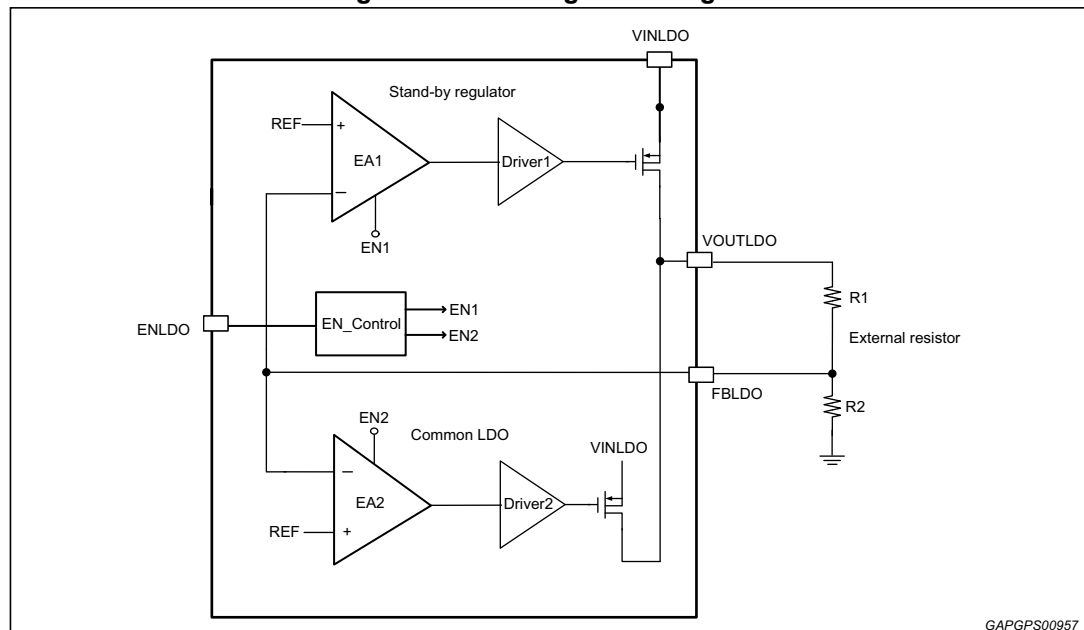 VINLDO
Stand-by regulator
REF
+
EA1
Driver1
−
EN1
VOUTLDO
R1
EN1
ENLDO
EN_Control
EN2
External resistor
FBLDO
R2
EN2
Common LDO
VINLDO
−
EA2
Driver2
REF
+
GAPGPS00957